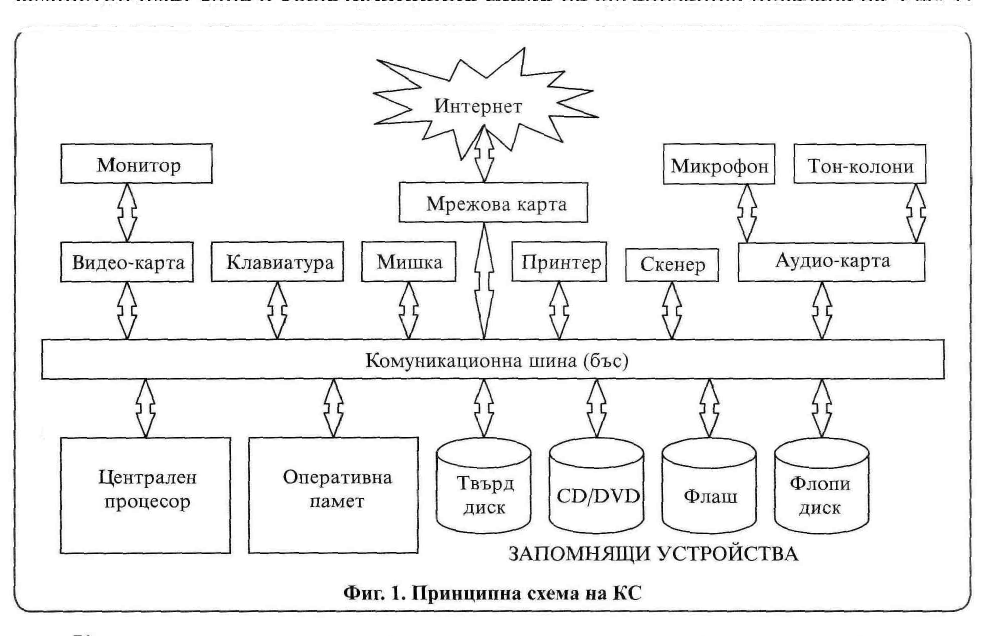 Интернет
Монитор
Микрофон
Тон-колони
Мрежова карта
Видео-карта
Клавиатура
Мишка
Принтер
Скенер
Аудио-карта
Комуникационна шина (бъс)
Централен
процесор
Оперативна
памет
Твърд
диск
CD/DVD
Флаш
Флопи
диск
ЗАПОМНЯЩИ УСТРОЙСТВА
Фиг. 1. Принципна схема на КС